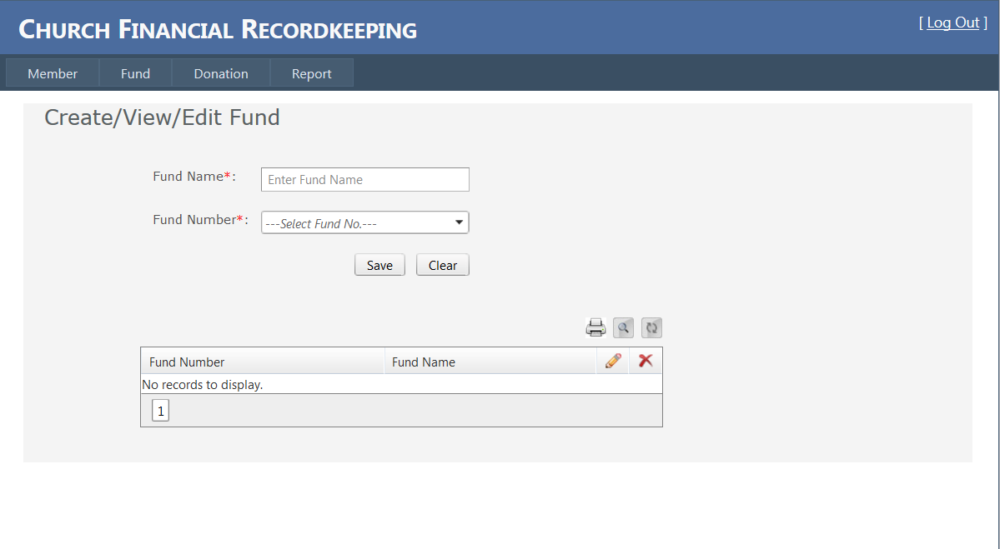 CHURCH FINANCIAL RECORDKEEPING
[ Log Out ]
Member Fund Donation Report
Create/View/Edit Fund
Fund Name*: Enter Fund Name
Fund Number*: ---Select Fund No.---
Save Clear
Fund Number Fund Name
No records to display.
1